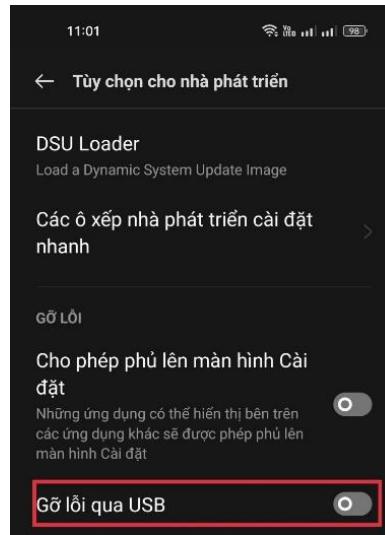 11:01
98
← Tùy chọn cho nhà phát triển
DSU Loader
Load a Dynamic System Update Image
Các ô xếp nhà phát triển cài đặt
nhanh
GỠ LỖI
Cho phép phủ lên màn hình Cài
đặt
Những ứng dụng có thể hiển thị bên trên
các ứng dụng khác sẽ được phép phủ lên
màn hình Cài đặt
Gỡ lỗi qua USB